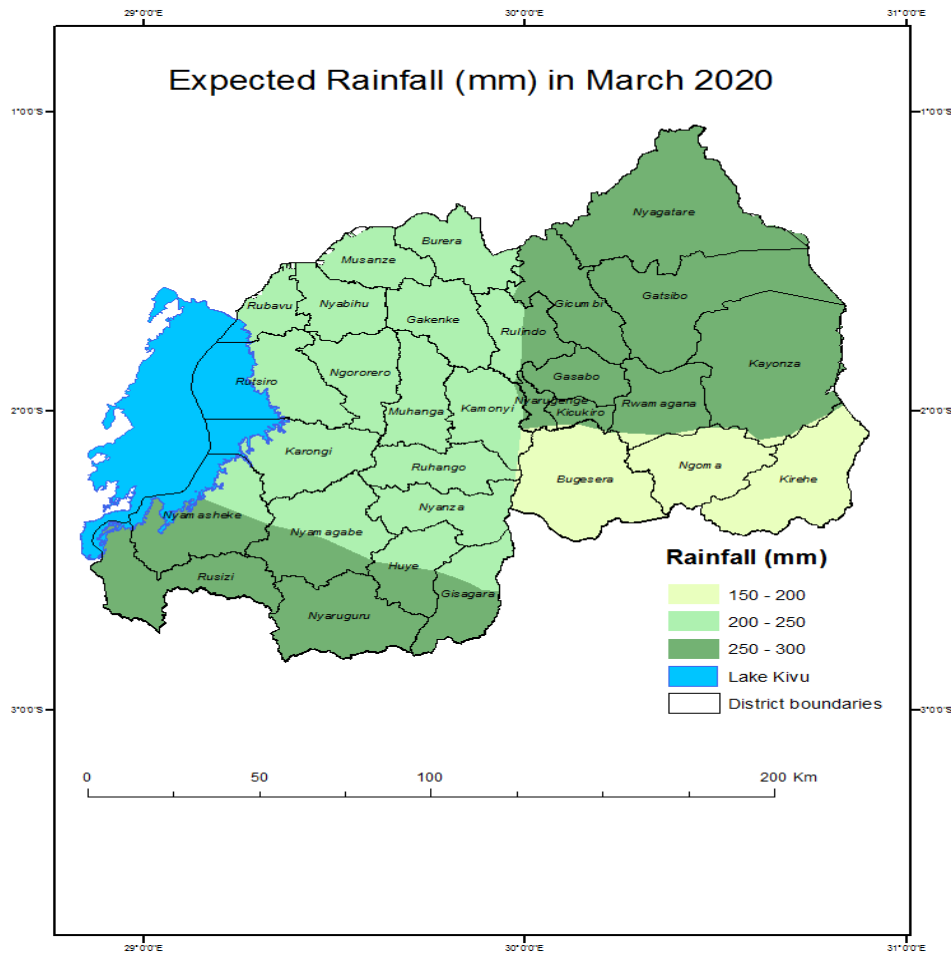 29°0'0"E 30°0'0"E 31°0'0"E
Expected Rainfall (mm) in March 2020
1°0'0"S 1°0'0"S
Nyagatare
Burera
Musanze
Gatsibo
Rubavu Nyabihu Gicumbi
Gakenke
Rulindo
Kayonza
Ngororero Gasabo
Rutsiro
Nyarugenge
Rwamagana
2°0'0"S Muhanga Kamonyi Kicukiro 2°0'0"S
Karongi
Ruhango Ngoma
Bugesera Kirehe
Nyanza
Nyamasheke
Nyamagabe
Huye
Rusizi
Gisagara
Nyaruguru
Rainfall (mm)
150 - 200
200 - 250
250 - 300
Lake Kivu
District boundaries
3°0'0"S 3°0'0"S
0 50 100 200 Km
29°0'0"E 30°0'0"E 31°0'0"E